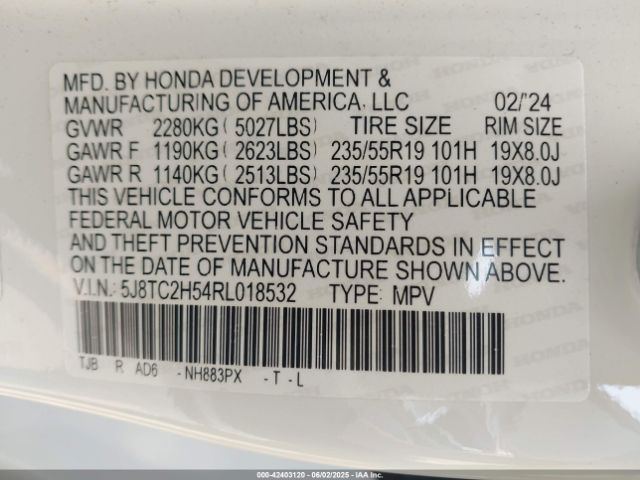 MFD. BY HONDA DEVELOPMENT &
MANUFACTURING OF AMERICA, LLC 02/'24
GVWR 2280KG ( 5027LBS) TIRE SIZE RIM SIZE
GAWR F 1190KG ( 2623LBS) 235/55R19 101H 19X8.0J
GAWR R 1140KG ( 2513LBS) 235/55R19 101H 19X8.0J
THIS VEHICLE CONFORMS TO ALL APPLICABLE
FEDERAL MOTOR VEHICLE SAFETY
AND THEFT PREVENTION STANDARDS IN EFFECT
ON THE DATE OF MANUFACTURE SHOWN ABOVE.
V.I.N.: 5J8TC2H54RL018532 TYPE: MPV
TJB R AD6 -NH883PX -T-L
000-42403120 - 06/02/2025 - WWW.IAAI.COM